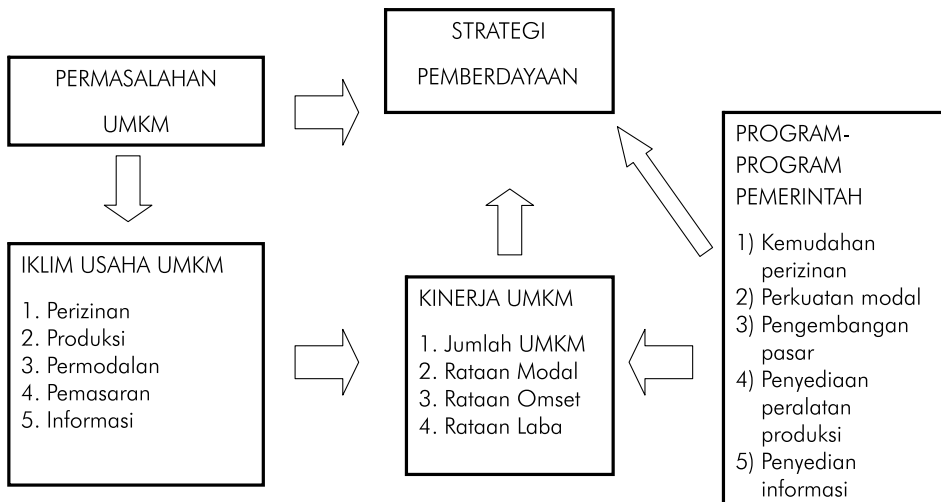 STRATEGI
PEMBERDAYAAN
PERMASALAHAN
UMKM
PROGRAM-
PROGRAM
PEMERINTAH
1) Kemudahan
perizinan
2) Perkuatan modal
3) Pengembangan
pasar
4) Penyediaan
peralatan
produksi
5) Penyedian
informasi
IKLIM USAHA UMKM
1. Perizinan
2. Produksi
3. Permodalan
4. Pemasaran
5. Informasi
KINERJA UMKM
1. Jumlah UMKM
2. Rataan Modal
3. Rataan Omset
4. Rataan Laba